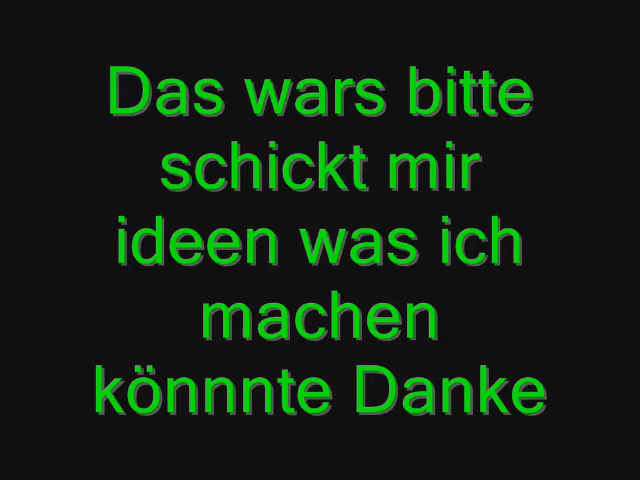 Das wars bitte
schickt mir
ideen was ich
machen
könnnte Danke